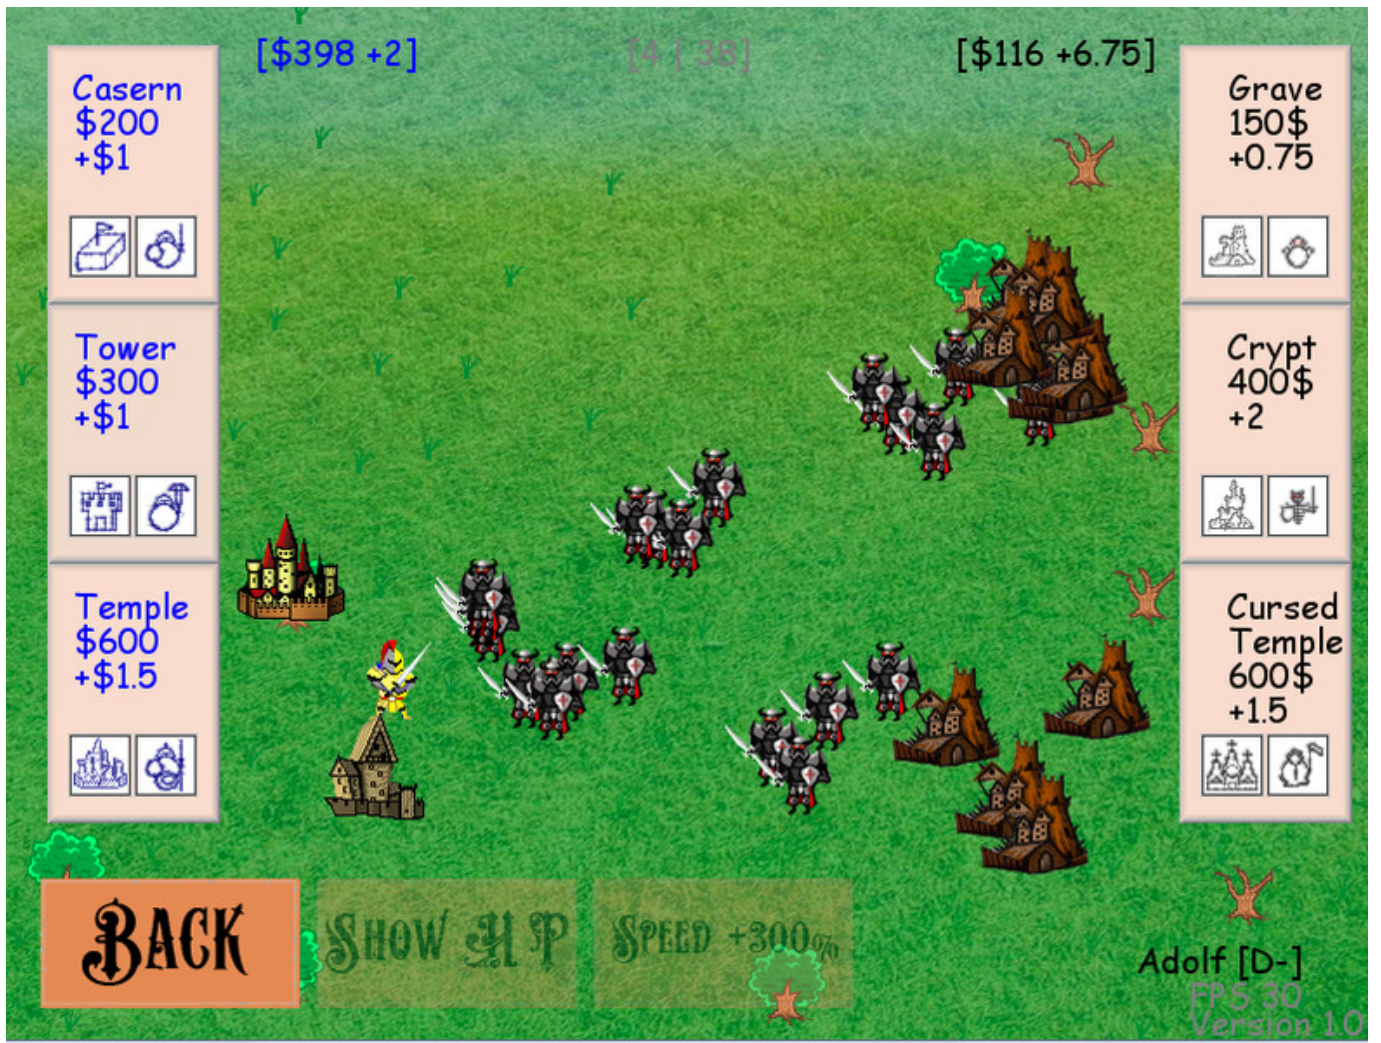 [$398 +2]
[4 | 38]
[$116 +6.75]
Casern
$200
+$1
Tower
$300
+$1
Temple
$600
+$1.5
Grave
150$
+0.75
Crypt
400$
+2
Cursed
Temple
600$
+1.5
BACK
SHOW HP
SPEED +300%
Adolf [D-]
FPS 30
Version 1.0